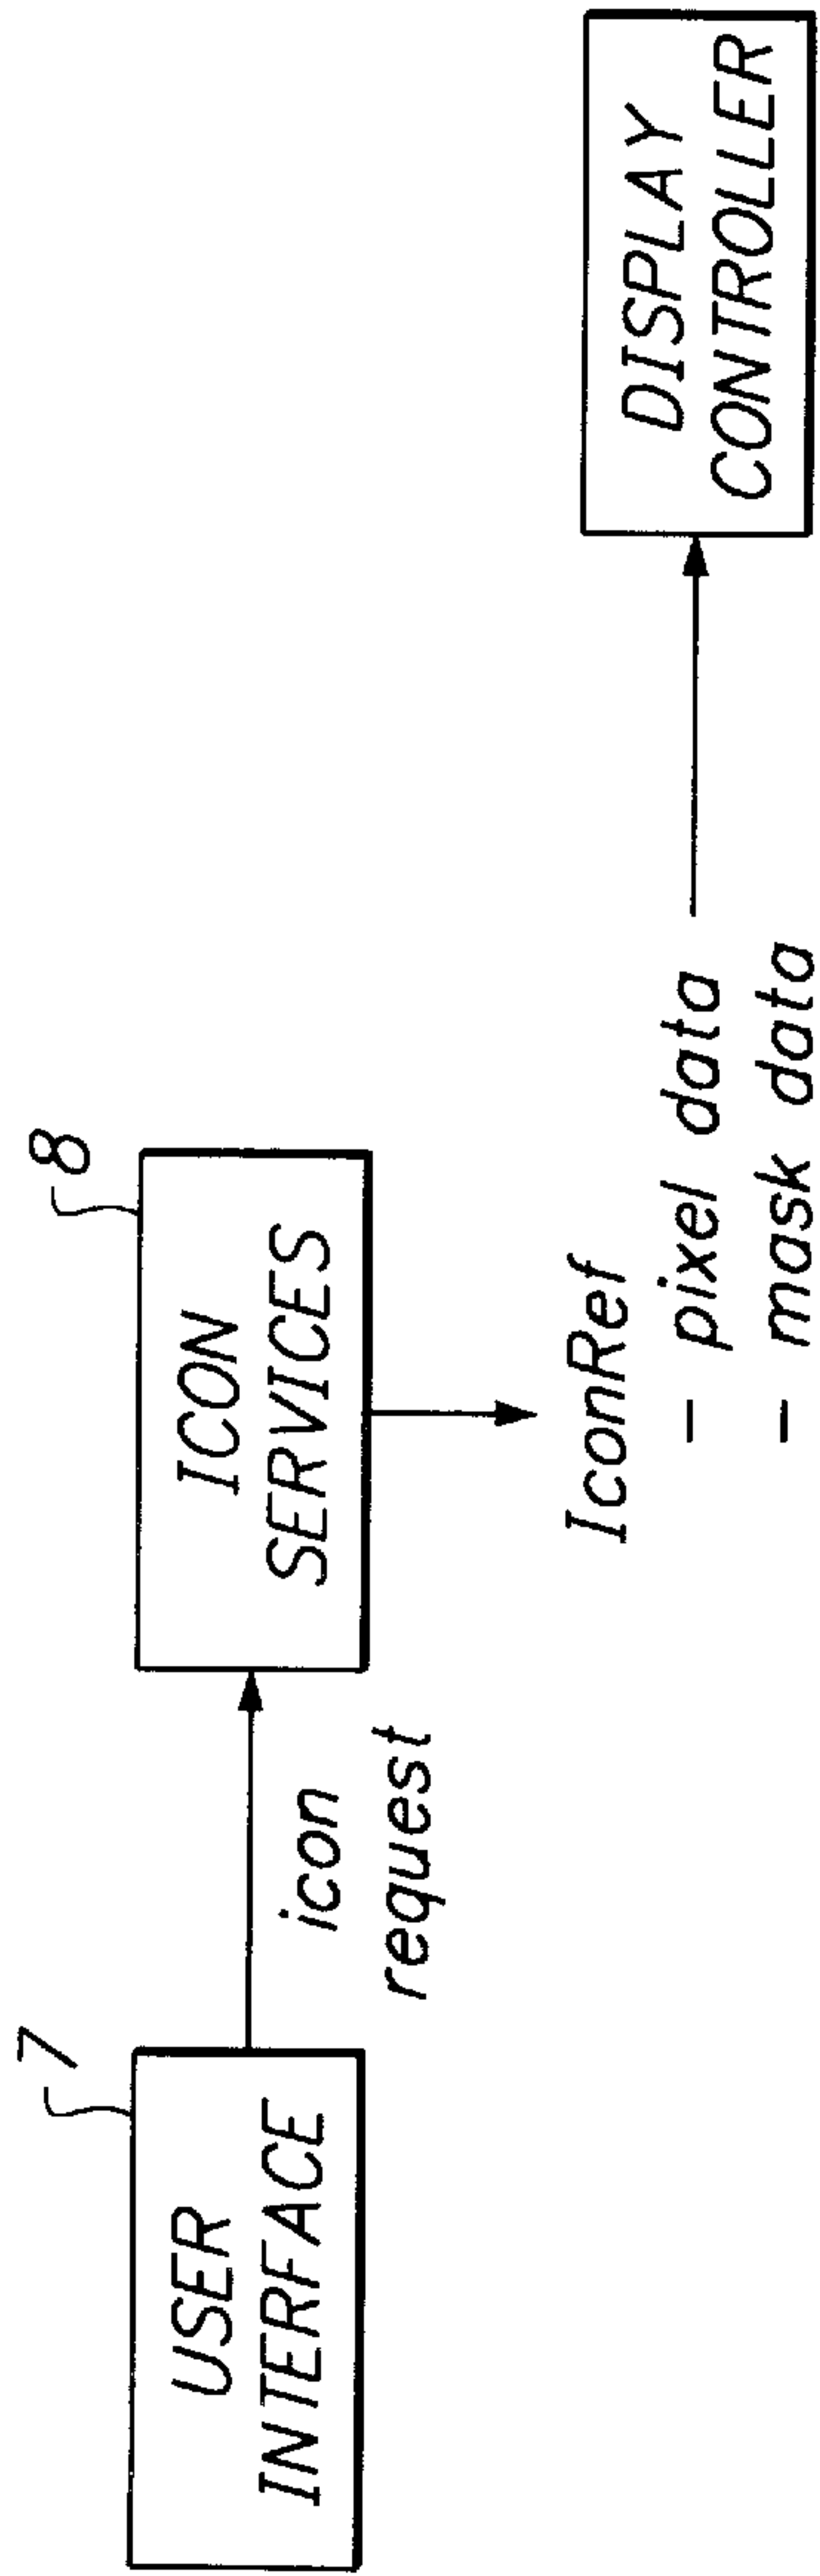 7
USER
INTERFACE
icon
request
8
ICON
SERVICES
IconRef
- pixel data
- mask data
DISPLAY
CONTROLLER